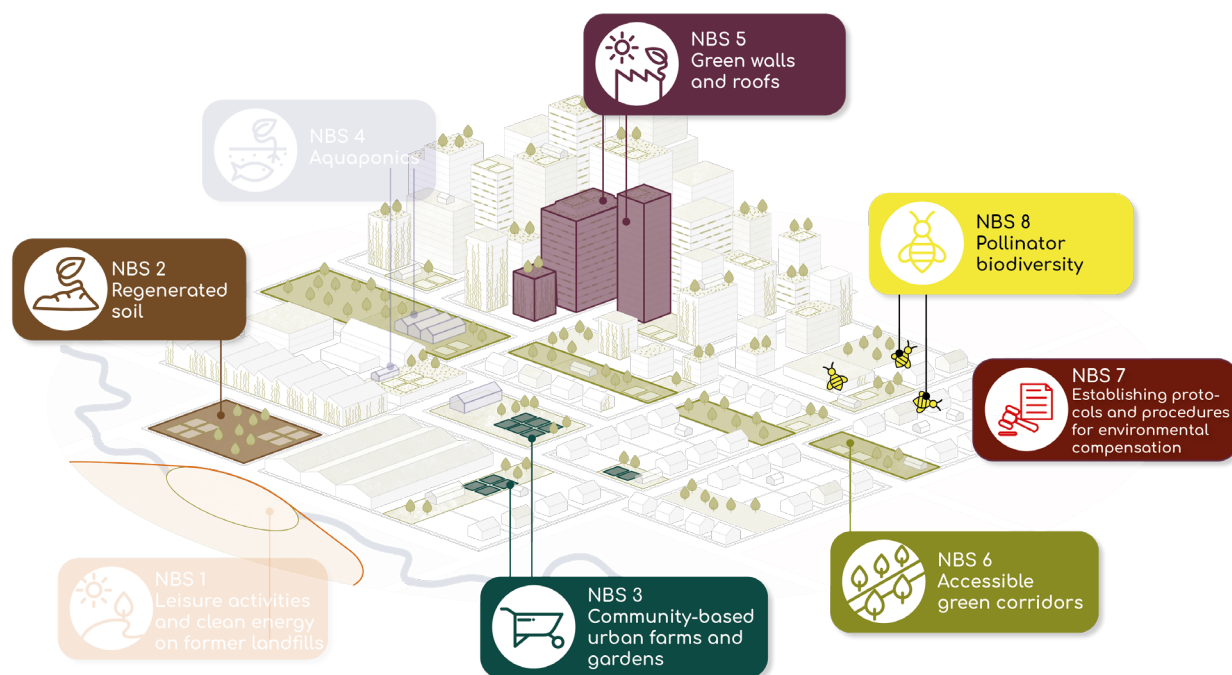 NBS 5
Green walls
and roofs
NBS 4
Aquaponics
NBS 8
Pollinator
biodiversity
NBS 2
Regenerated
soil
NBS 7
Establishing proto-
cols and procedures
for environmental
compensation
NBS 1
Leisure activities
and clean energy
on former landfills
NBS 6
Accessible
green corridors
NBS 3
Community-based
urban farms and
gardens